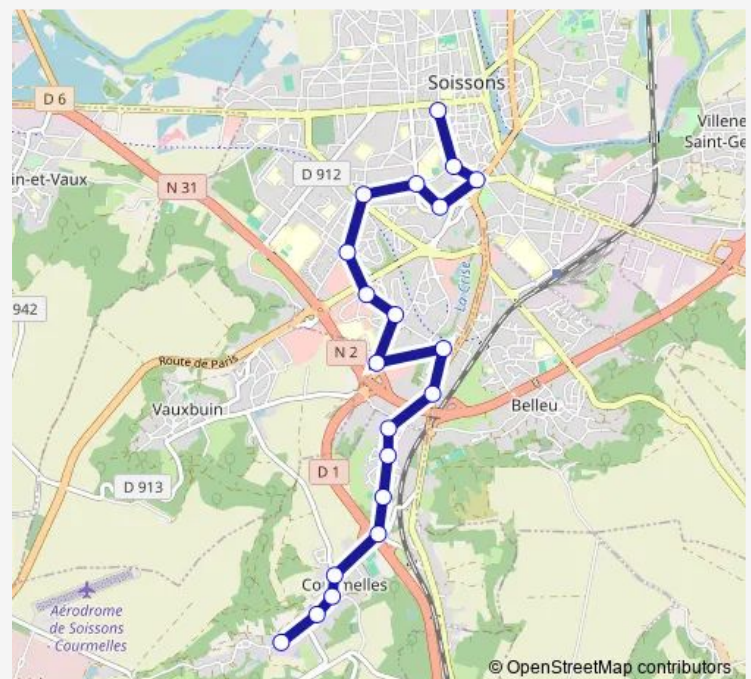 Soissons
D 6
Villene
Saint-Ge
D 912
in-et-Vaux
N 31
La Crise
942
N 2
Route de Paris
Vauxbuin
Belleu
D 1
D 913
Courmelles
Aérodrome
de Soissons
- Courmelles
© OpenStreetMap contributors